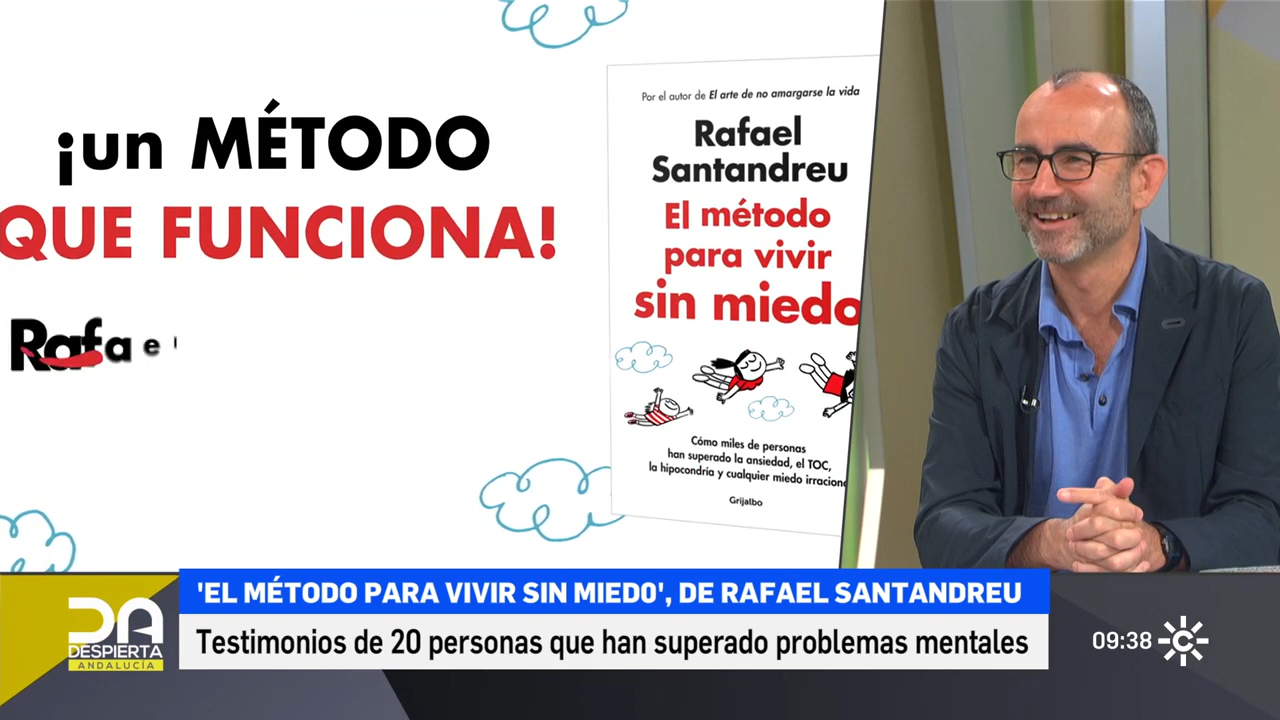 ¡un MÉTODO
QUE FUNCIONA!
Rafae
Por el autor de El arte de no amargarse la vida
Rafael
Santandreu
El método
para vivir
sin miedo
Cómo miles de personas
han superado la ansiedad, el TOC,
la hipocondría y cualquier miedo irracional
Grijalbo
'EL MÉTODO PARA VIVIR SIN MIEDO', DE RAFAEL SANTANDREU
Testimonios de 20 personas que han superado problemas mentales
DA
DESPIERTA
ANDALUCÍA
09:38